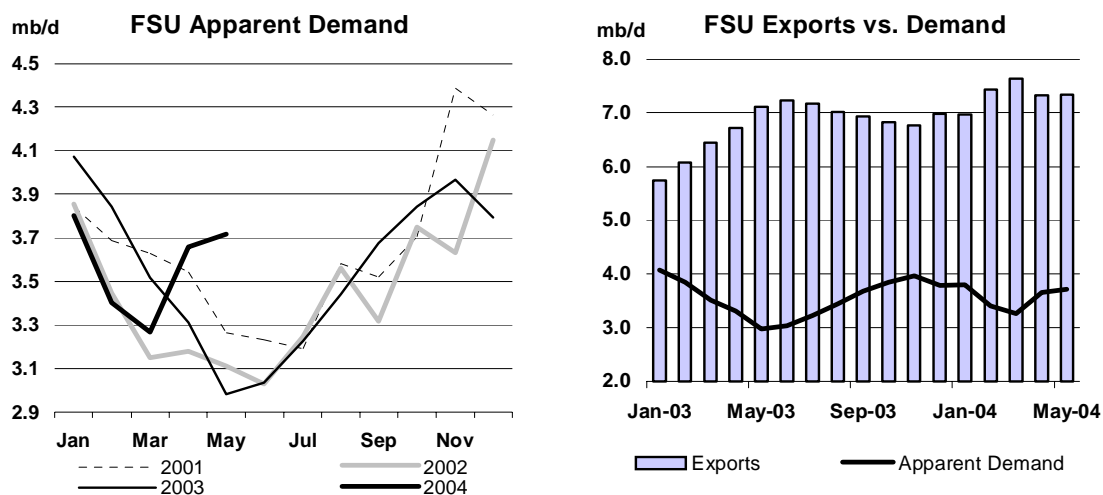 FSU Apparent Demand
mb/d
4.5
4.3
4.1
3.9
3.7
3.5
3.3
3.1
2.9
Jan Mar May Jul Sep Nov
2001 2002
2003 2004
FSU Exports vs. Demand
mb/d
8.0
7.0
6.0
5.0
4.0
3.0
2.0
Jan-03 May-03 Sep-03 Jan-04 May-04
Exports Apparent Demand